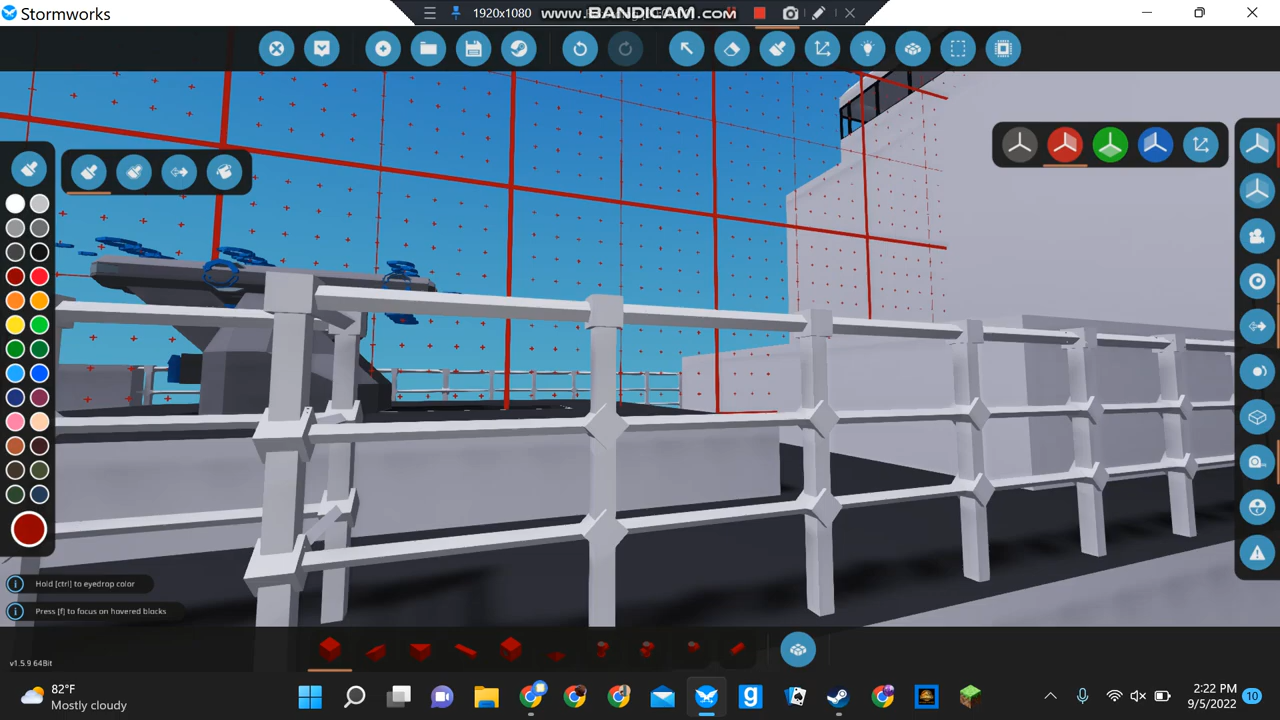 Stormworks
1920x1080
www.BANDICAM.com
Hold [ctrl] to eyedrop color
Press [f] to focus on hovered blocks
v1.5.9 64Bit
82°F
Mostly cloudy
2:22 PM
9/5/2022
10